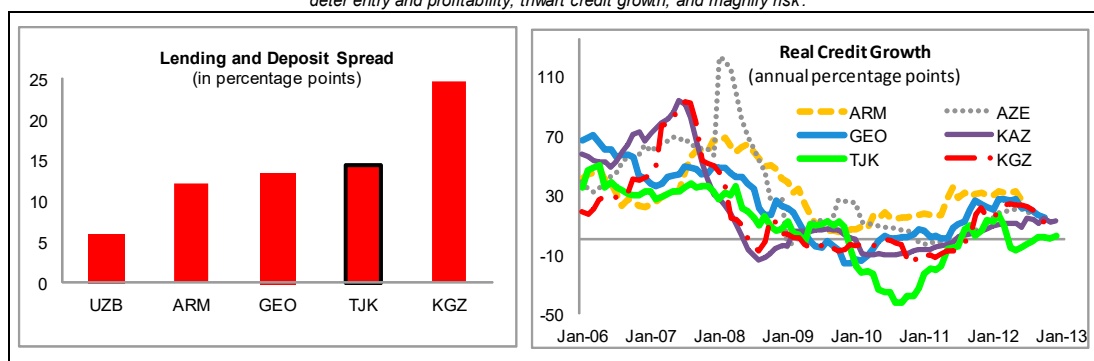 deter entry and profitability, thwart credit growth, and magnify risk.
Lending and Deposit Spread
(in percentage points)
25
20
15
10
5
0
UZB ARM GEO TJK KGZ
Real Credit Growth
(annual percentage points)
110
70
30
-10
-50
ARM AZE
GEO KAZ
TJK KGZ
Jan-06 Jan-07 Jan-08 Jan-09 Jan-10 Jan-11 Jan-12 Jan-13